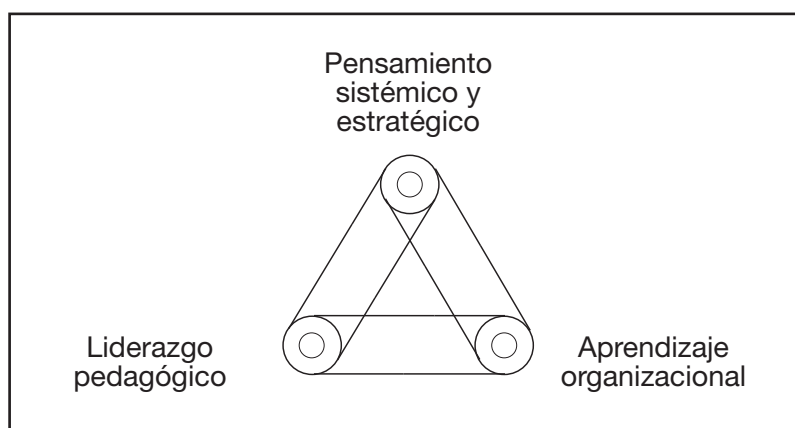 Pensamiento
sistémico y
estratégico
Liderazgo
pedagógico
Aprendizaje
organizacional